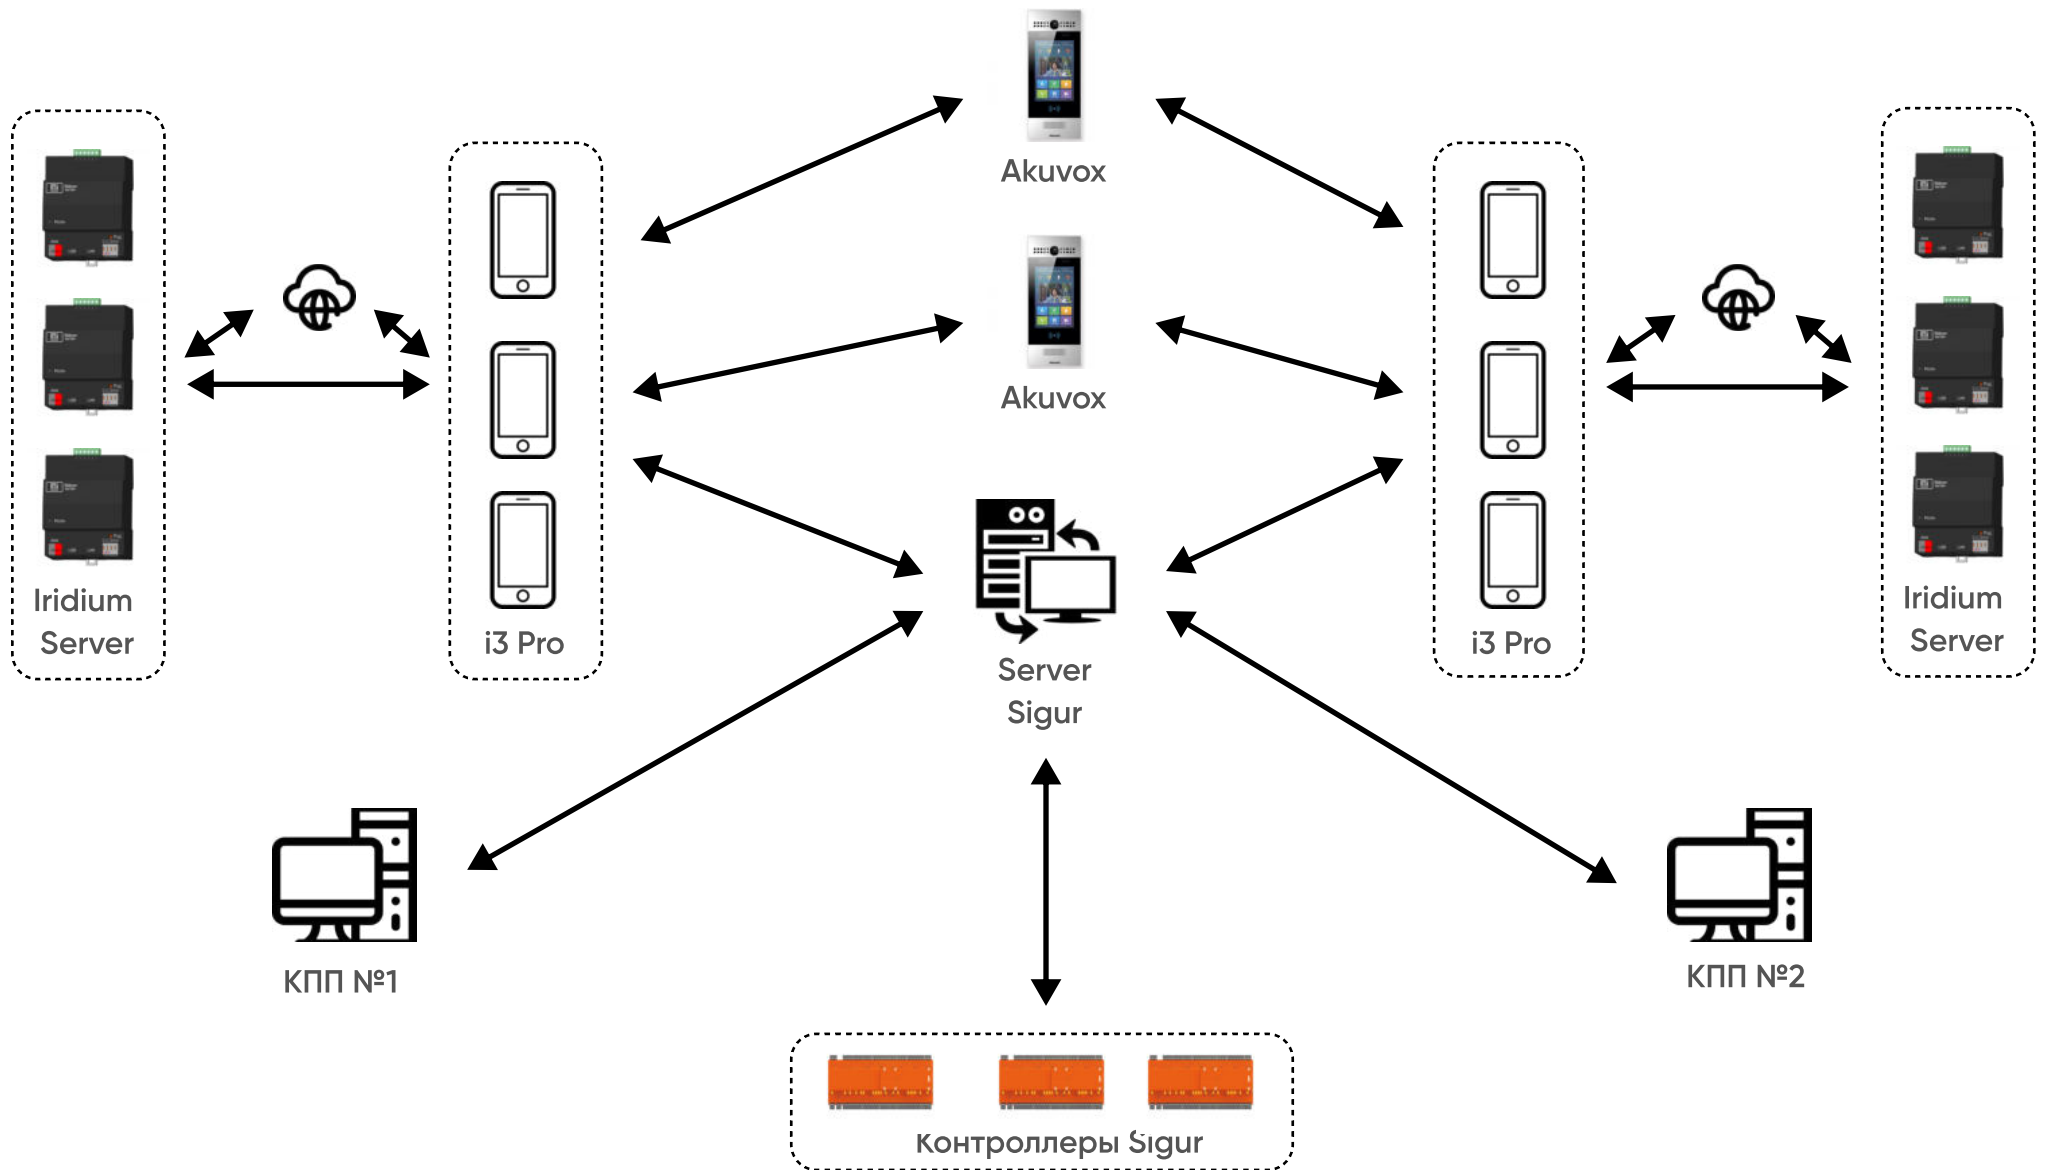 Akuvox
Akuvox
Iridium
Server
i3 Pro
Server
Sigur
i3 Pro
Iridium
Server
КПП №1
КПП №2
Контроллеры Sigur